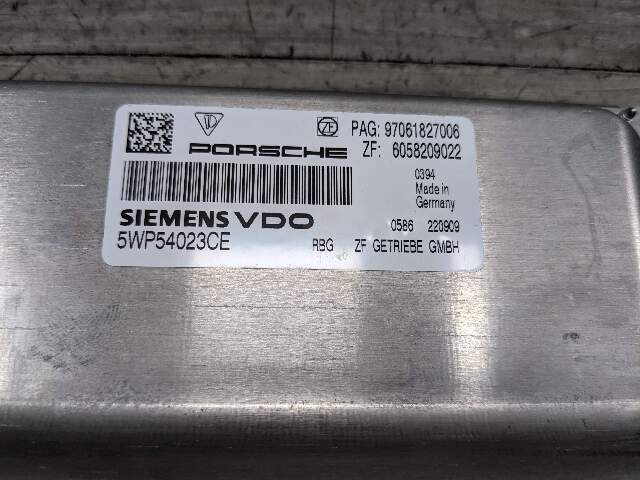 PAG: 97061827006
PORSCHE ZF: 6058209022
0394
Made in
Germany
SIEMENS VDO 0586 220909
5WP54023CE RBG ZF GETRIEBE GMBH